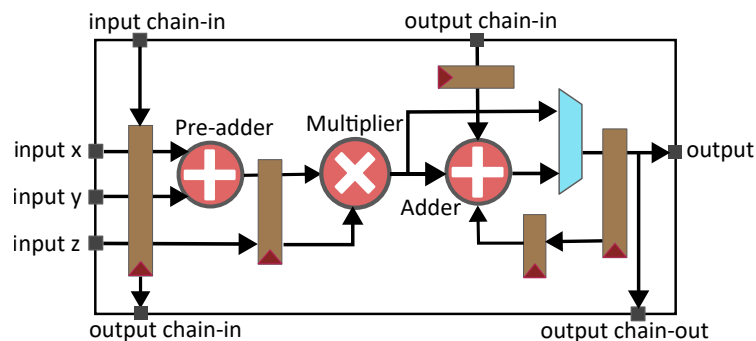 input chain-in
output chain-in
Pre-adder
Multiplier
input x
output
input y
Adder
input z
output chain-in
output chain-out